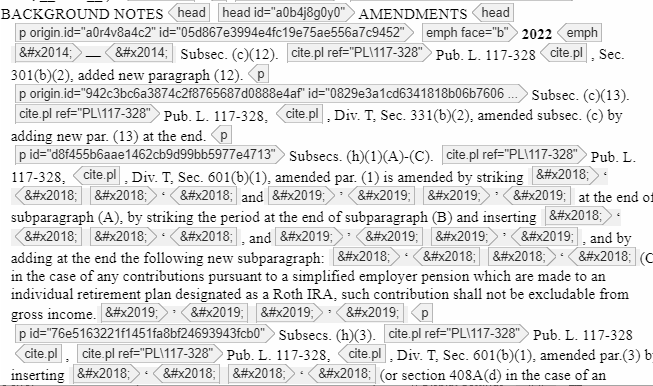 BACKGROUND NOTES head head id="a0b4j8g0y0" AMENDMENTS head
p origin.id="a0r4v8a4c2" id="05d867e3994e4fc19e75ae556a7c9452" emph face="b" 2022 emph
&#x2014; — &#x2014; Subsec. (c)(12). cite.pl ref="PL\117-328" Pub. L. 117-328 cite.pl , Sec.
301(b)(2), added new paragraph (12). p
p origin.id="942c3bc6a3874c2f8765687d0888e4af" id="0829e3a1cd6341818b06b7606 ... Subsec. (c)(13).
cite.pl ref="PL\117-328" Pub. L. 117-328, cite.pl , Div. T, Sec. 331(b)(2), amended subsec. (c) by
adding new par. (13) at the end. p
p id="d8f455b6aae1462cb9d99bb5977e4713" Subsecs. (h)(1)(A)-(C). cite.pl ref="PL\117-328" Pub. L.
117-328, cite.pl , Div. T, Sec. 601(b)(1), amended par. (1) is amended by striking &#x2018; ‘
&#x2018; &#x2018; ‘ &#x2018; and &#x2019; ’ &#x2019; &#x2019; ’ &#x2019; at the end of
subparagraph (A), by striking the period at the end of subparagraph (B) and inserting &#x2018; ‘
&#x2018; &#x2018; ‘ &#x2018; , and &#x2019; ’ &#x2019; &#x2019; ’ &#x2019; , and by
adding at the end the following new subparagraph: &#x2018; ‘ &#x2018; &#x2018; ‘ &#x2018; (C
in the case of any contributions pursuant to a simplified employer pension which are made to an
individual retirement plan designated as a Roth IRA, such contribution shall not be excludable from
gross income. &#x2019; ’ &#x2019; &#x2019; ’ &#x2019; p
p id="76e5163221f1451fa8bf24693943fcb0" Subsecs. (h)(3). cite.pl ref="PL\117-328" Pub. L. 117-328
cite.pl , cite.pl ref="PL\117-328" Pub. L. 117-328, cite.pl , Div. T, Sec. 601(b)(1), amended par.(3) b
inserting &#x2018; ‘ &#x2018; &#x2018; ‘ &#x2018; (or section 408A(d) in the case of an